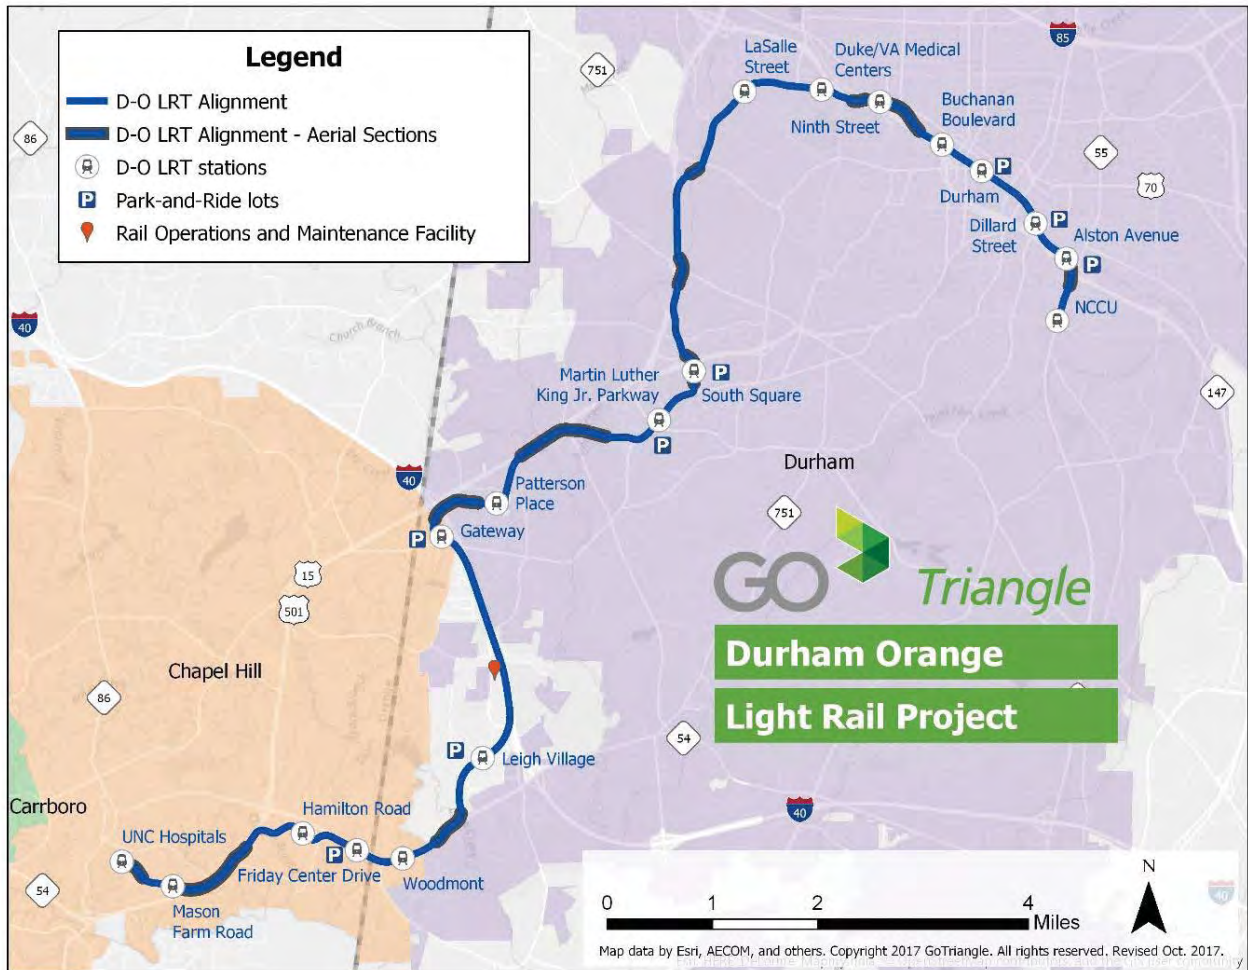 Legend
D-O LRT Alignment
D-O LRT Alignment - Aerial Sections
D-O LRT stations
P
Park-and-Ride lots
Rail Operations and Maintenance Facility
85
751
LaSalle
Street
Duke/VA Medical
Centers
Ninth Street
Buchanan
Boulevard
86
55
70
P
Durham
Dillard
Street
P
Alston Avenue
P
NCCU
40
Church Branch
Martin Luther
King Jr. Parkway
P
South Square
147
P
40
Patterson
Place
Durham
P
Gateway
751
15
501
GO Triangle
Durham Orange
Light Rail Project
Chapel Hill
86
54
P
Leigh Village
Carrboro
Hamilton Road
40
UNC Hospitals
P
Friday Center Drive
Woodmont
54
Mason
Farm Road
N
40
0 1 2 4
Miles
Map data by Esri, AECOM, and others. Copyright 2017 GoTriangle. All rights reserved. Revised Oct. 2017.